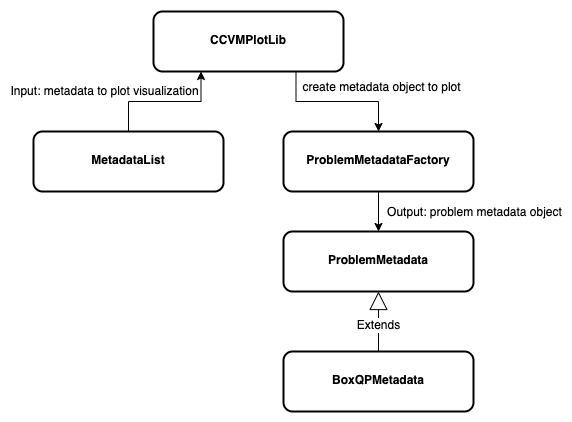 CCVMPlotLib
Input: metadata to plot visualization
create metadata object to plot
MetadataList
ProblemMetadataFactory
Output: problem metadata object
ProblemMetadata
Extends
BoxQPMetadata